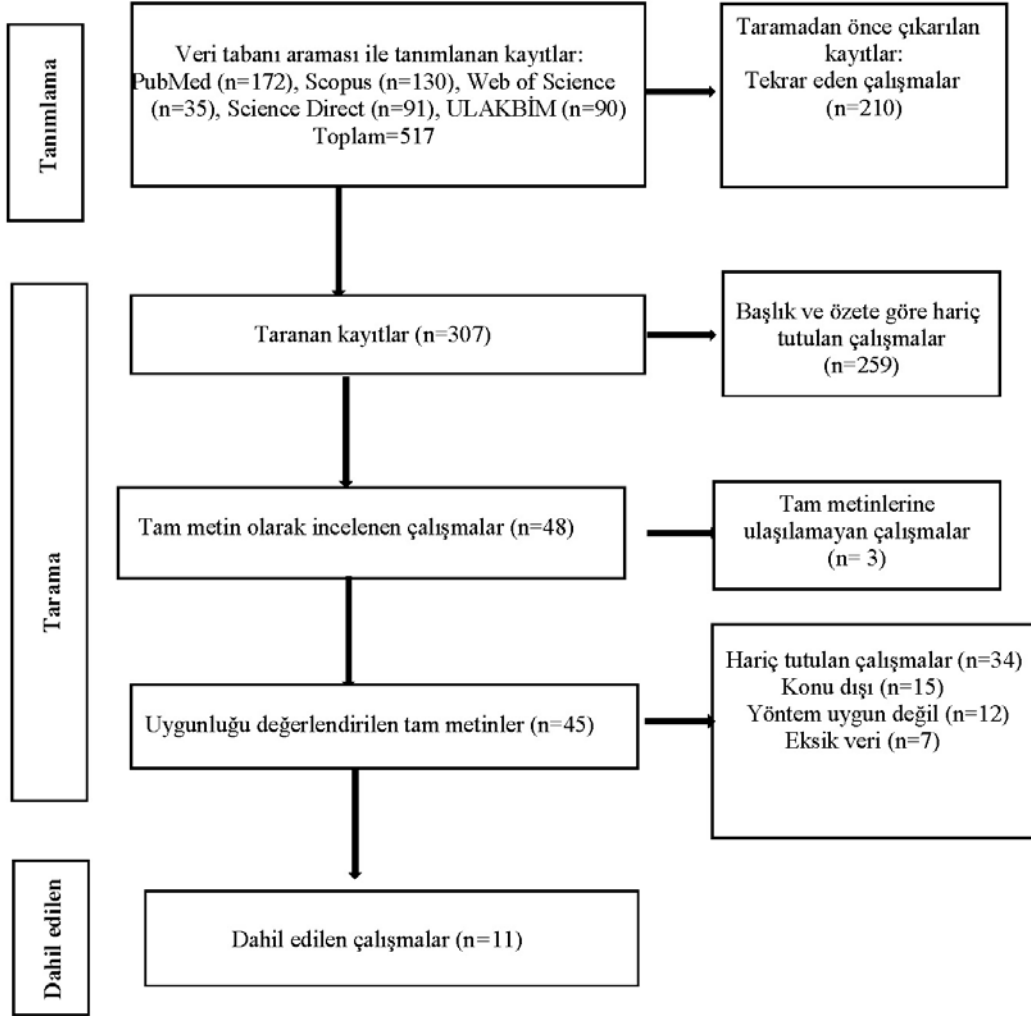 Tanımlama
Veri tabanı araması ile tanımlanan kayıtlar:
PubMed (n=172), Scopus (n=130), Web of Science
(n=35), Science Direct (n=91), ULAKBİM (n=90)
Toplam=517
Taramadan önce çıkarılan
kayıtlar:
Tekrar eden çalışmalar
(n=210)
Tarama
Taranan kayıtlar (n=307)
Başlık ve özete göre hariç
tutulan çalışmalar
(n=259)
Tam metin olarak incelenen çalışmalar (n=48)
Tam metinlerine
ulaşılamayan çalışmalar
(n= 3)
Uygunluğu değerlendirilen tam metinler (n=45)
Hariç tutulan çalışmalar (n=34)
Konu dışı (n=15)
Yöntem uygun değil (n=12)
Eksik veri (n=7)
Dahil edilen
Dahil edilen çalışmalar (n=11)